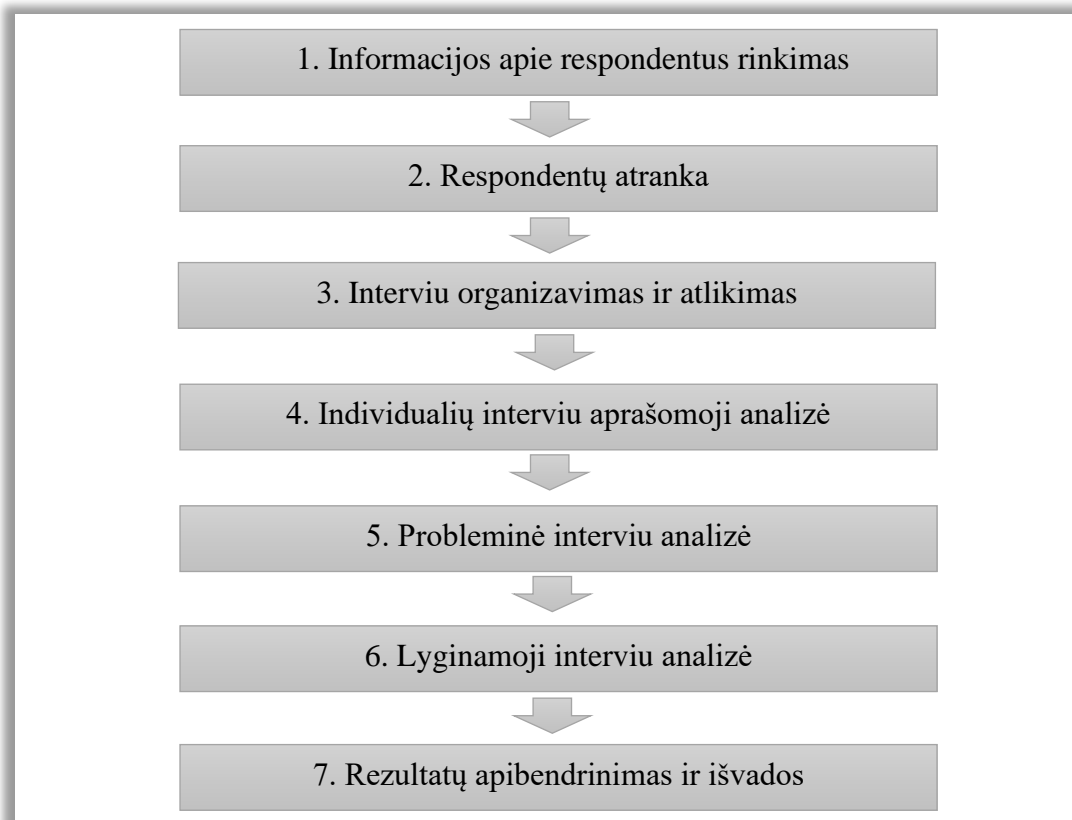 1. Informacijos apie respondentus rinkimas
2. Respondentų atranka
3. Interviu organizavimas ir atlikimas
4. Individualių interviu aprašomoji analizė
5. Probleminė interviu analizė
6. Lyginamoji interviu analizė
7. Rezultatų apibendrinimas ir išvados